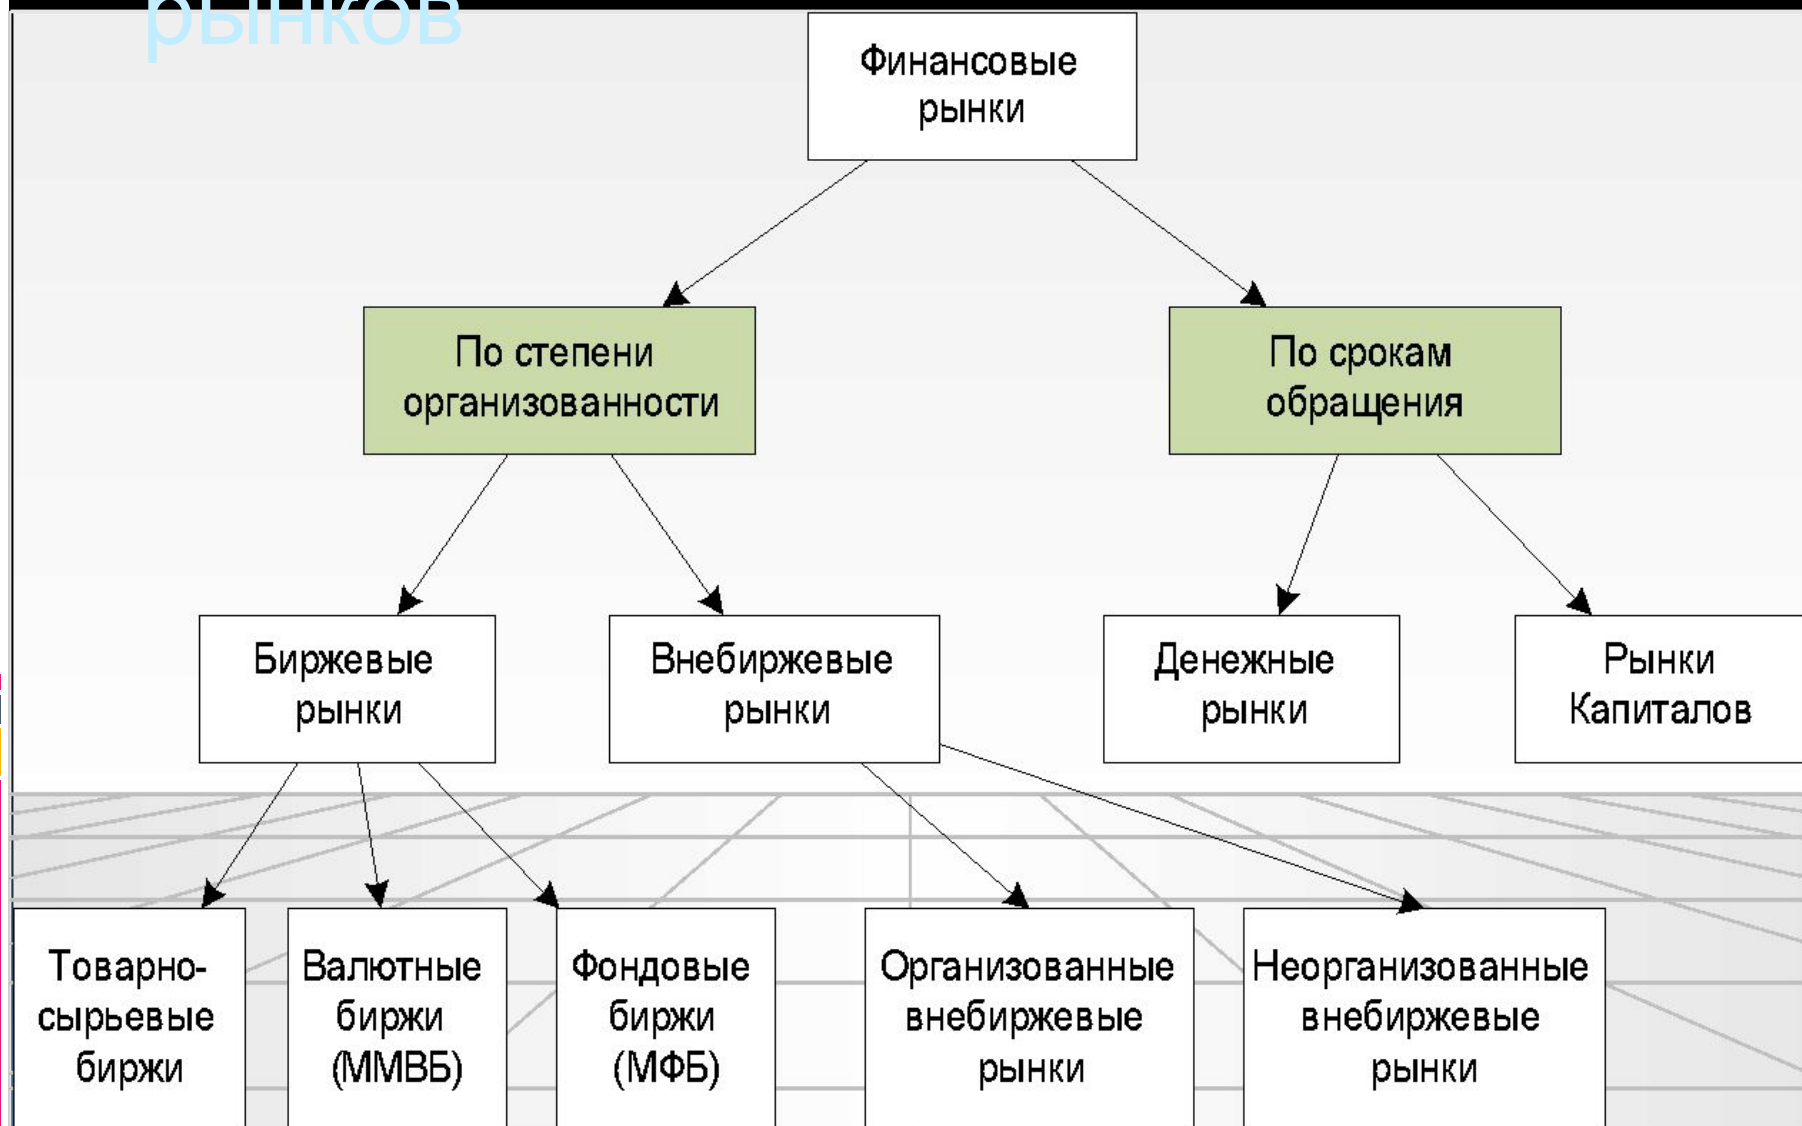 рынков
Финансовые
рынки
По степени
организованности
По срокам
обращения
Биржевые
рынки
Внебиржевые
рынки
Денежные
рынки
Рынки
Капиталов
Товарно-
сырьевые
биржи
Валютные
биржи
(ММВБ)
Фондовые
биржи
(МФБ)
Организованные
внебиржевые
рынки
Неорганизованные
внебиржевые
рынки